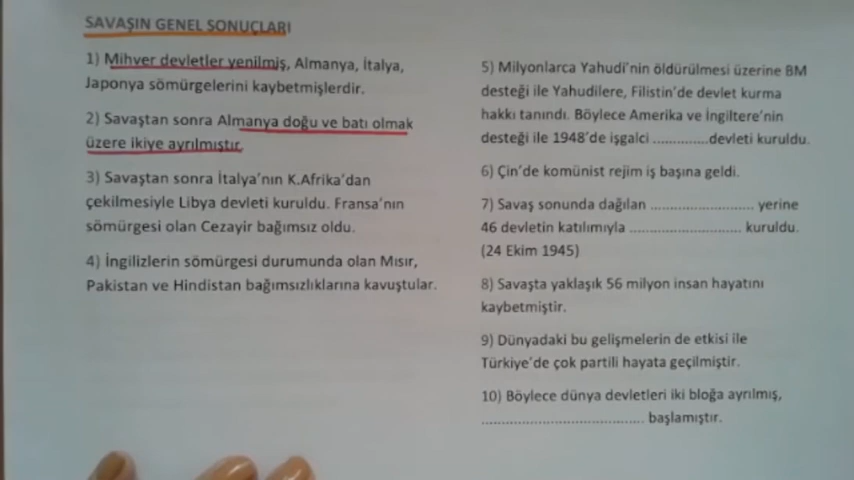 SAVAŞIN GENEL SONUÇLARI
1) Mihver devletler yenilmiş, Almanya, İtalya,
Japonya sömürgelerini kaybetmişlerdir.
2) Savaştan sonra Almanya doğu ve batı olmak
üzere ikiye ayrılmıştır.
3) Savaştan sonra İtalya'nın K.Afrika'dan
çekilmesiyle Libya devleti kuruldu. Fransa'nın
sömürgesi olan Cezayir bağımsız oldu.
4) İngilizlerin sömürgesi durumunda olan Mısır,
Pakistan ve Hindistan bağımsızlıklarına kavuştular.
5) Milyonlarca Yahudi'nin öldürülmesi üzerine BM
desteği ile Yahudilere, Filistin'de devlet kurma
hakkı tanındı. Böylece Amerika ve İngiltere'nin
desteği ile 1948'de işgalci ..............devleti kuruldu.
6) Çin'de komünist rejim iş başına geldi.
7) Savaş sonunda dağılan .......................... yerine
46 devletin katılımıyla ............................ kuruldu.
(24 Ekim 1945)
8) Savaşta yaklaşık 56 milyon insan hayatını
kaybetmiştir.
9) Dünyadaki bu gelişmelerin de etkisi ile
Türkiye'de çok partili hayata geçilmiştir.
10) Böylece dünya devletleri iki bloğa ayrılmış,
........................................ başlamıştır.